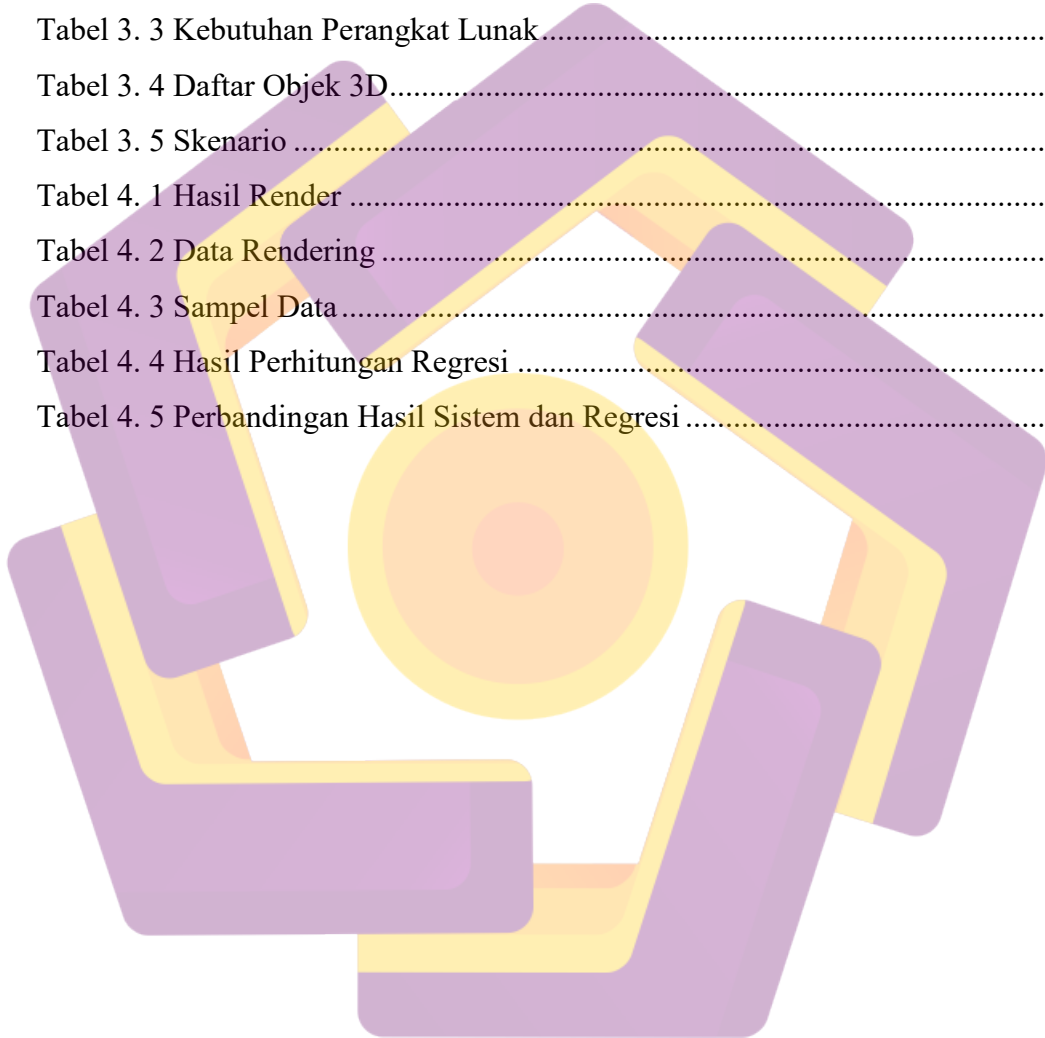 Tabel 3. 3 Kebutuhan Perangkat Lunak..............................................................
Tabel 3. 4 Daftar Objek 3D..................................................................................
Tabel 3. 5 Skenario ..............................................................................................
Tabel 4. 1 Hasil Render .......................................................................................
Tabel 4. 2 Data Rendering ...................................................................................
Tabel 4. 3 Sampel Data ........................................................................................
Tabel 4. 4 Hasil Perhitungan Regresi ..................................................................
Tabel 4. 5 Perbandingan Hasil Sistem dan Regresi ........................................